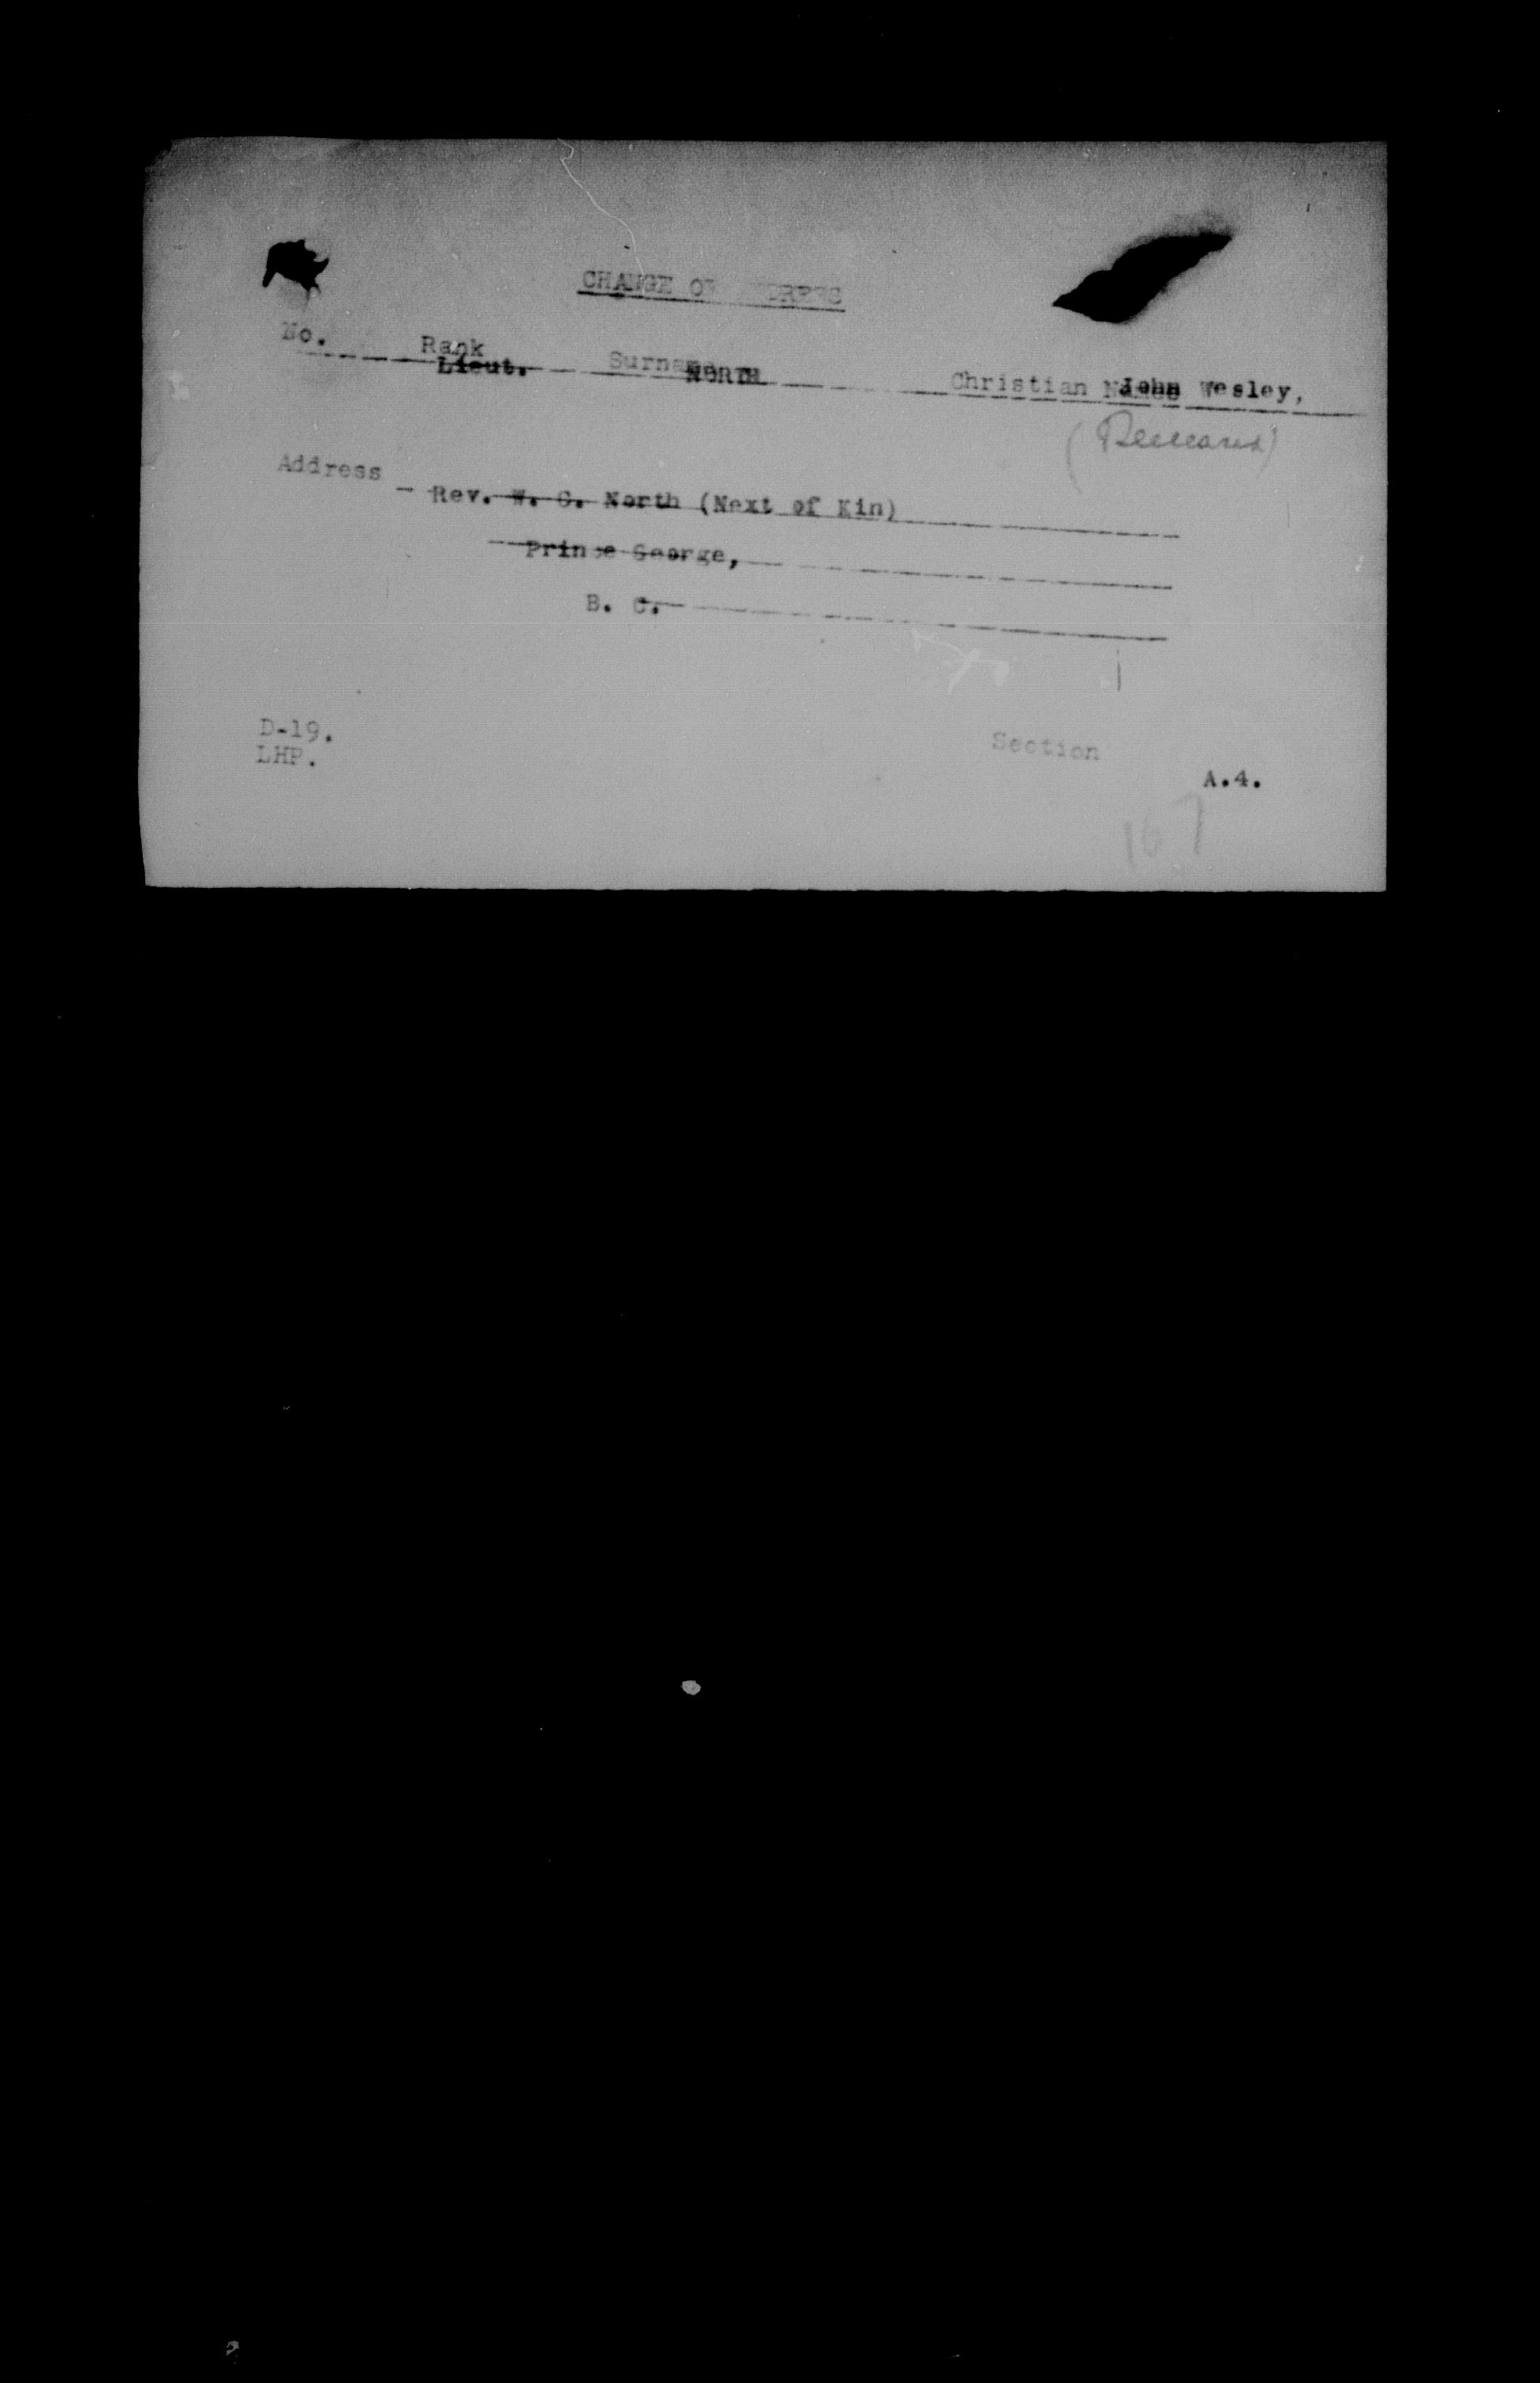 CHANGE OF ADDRESS
No. Rank Lieut. Surname NORTH Christian Names John Wesley,
(Deceased)
Address Rev. W. C. North (Next of Kin)
Prince George,
B. C.
D-19. Section
LHP. A.4.
167